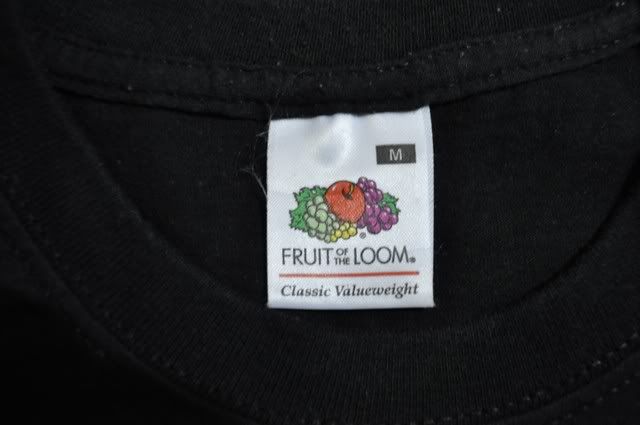 M
FRUIT OF THE LOOM®
Classic Valueweight